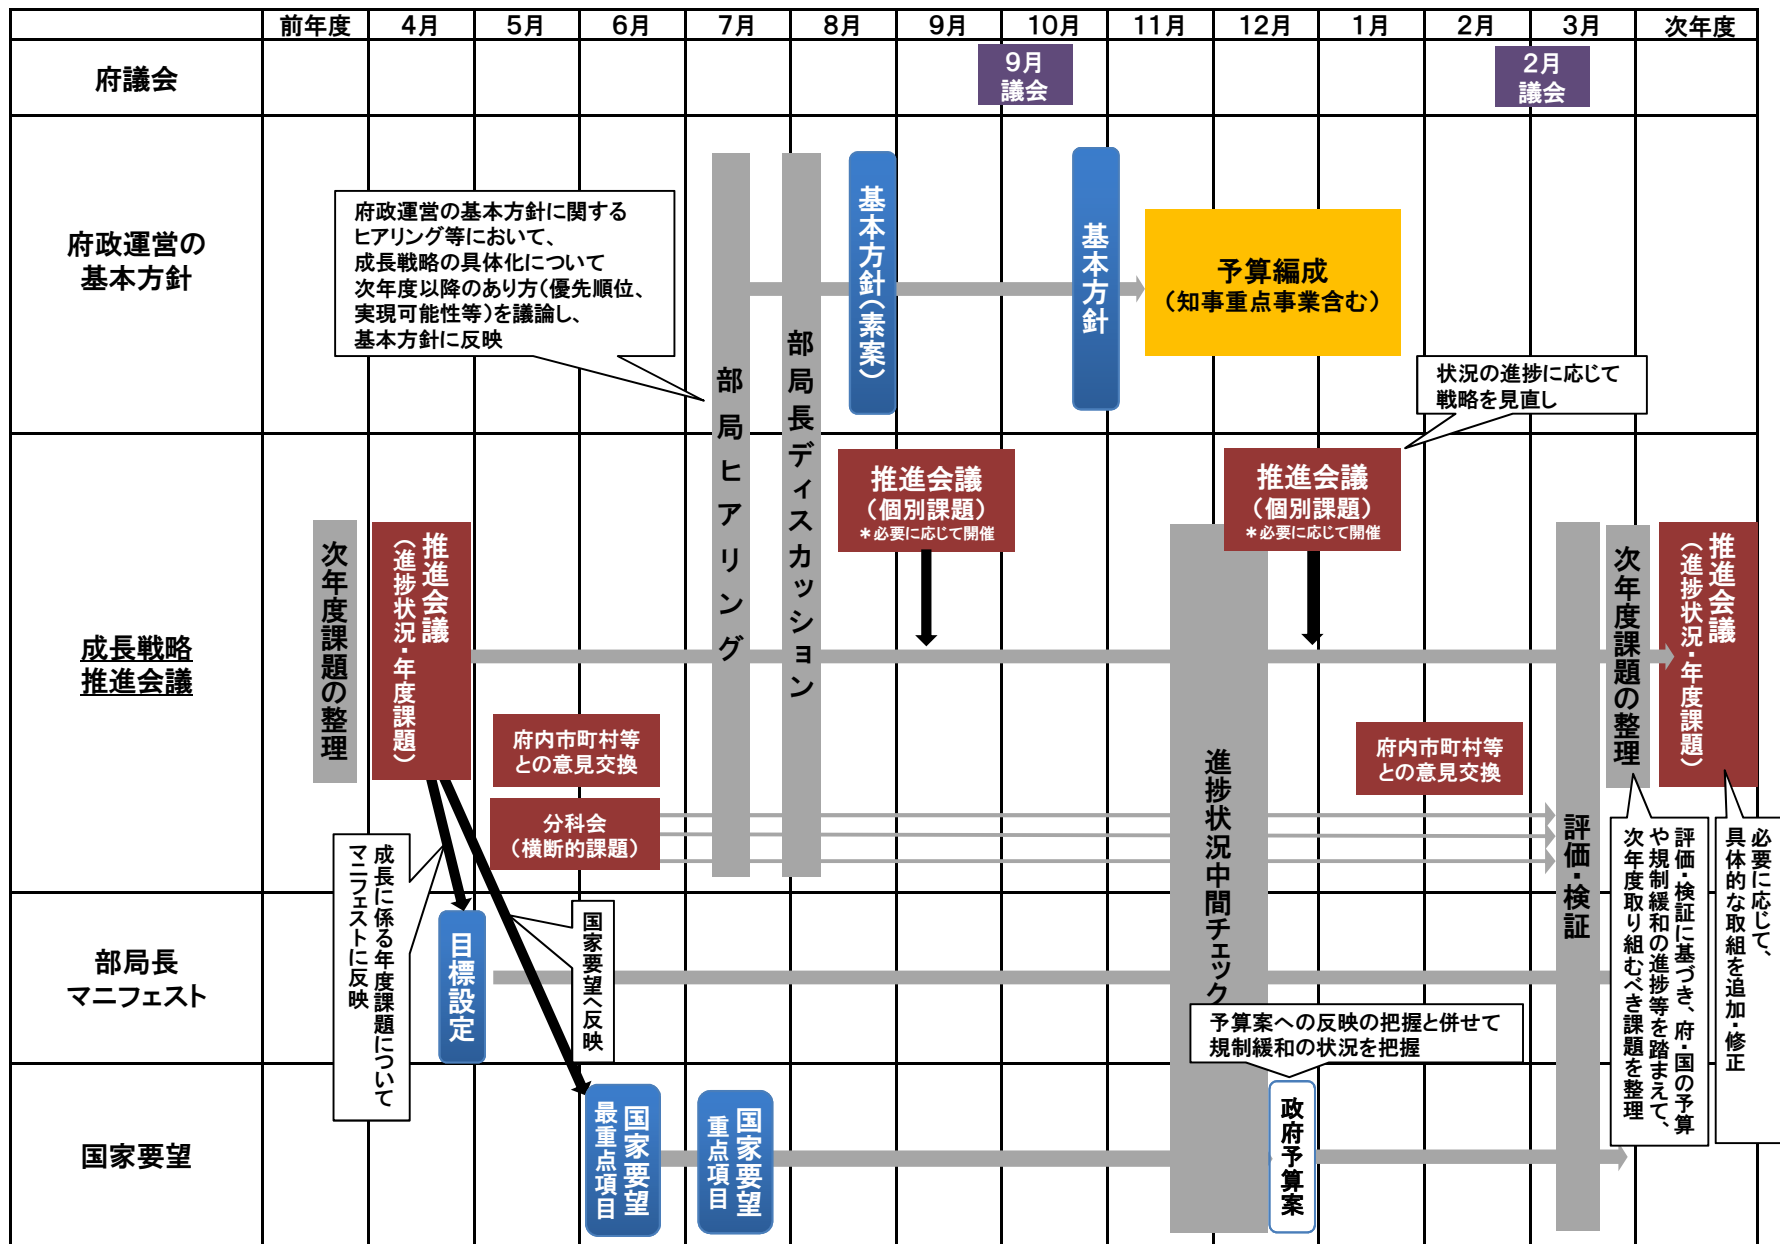 前年度 4月 5月 6月 7月 8月 9月 10月 11月 12月 1月 2月 3月 次年度
府議会
9月
議会
2月
議会
府政運営の
基本方針
府政運営の基本方針に関する
ヒアリング等において、
成長戦略の具体化について
次年度以降のあり方(優先順位、
実現可能性等)を議論し、
基本方針に反映
部局ヒアリング
部局長ディスカッション
基本方針(素案)
基本方針
予算編成
(知事重点事業含む)
状況の進捗に応じて
戦略を見直し
成長戦略
推進会議
次年度課題の整理
推進会議
(進捗状況・年度課題)
推進会議
(個別課題)
＊必要に応じて開催
推進会議
(個別課題)
＊必要に応じて開催
府内市町村等
との意見交換
分科会
(横断的課題)
府内市町村等
との意見交換
進捗状況中間チェック
評価・検証
次年度課題の整理
推進会議
(進捗状況・年度課題)
成長に係る年度課題について
マニフェストに反映
国家要望へ反映
評価・検証に基づき、府・国の予算
や規制緩和の進捗等を踏まえて、
次年度取り組むべき課題を整理
必要に応じて、
具体的な取組を追加・修正
部局長
マニフェスト
目標設定
予算案への反映の把握と併せて
規制緩和の状況を把握
国家要望
国家要望
最重点項目
国家要望
重点項目
政府予算案